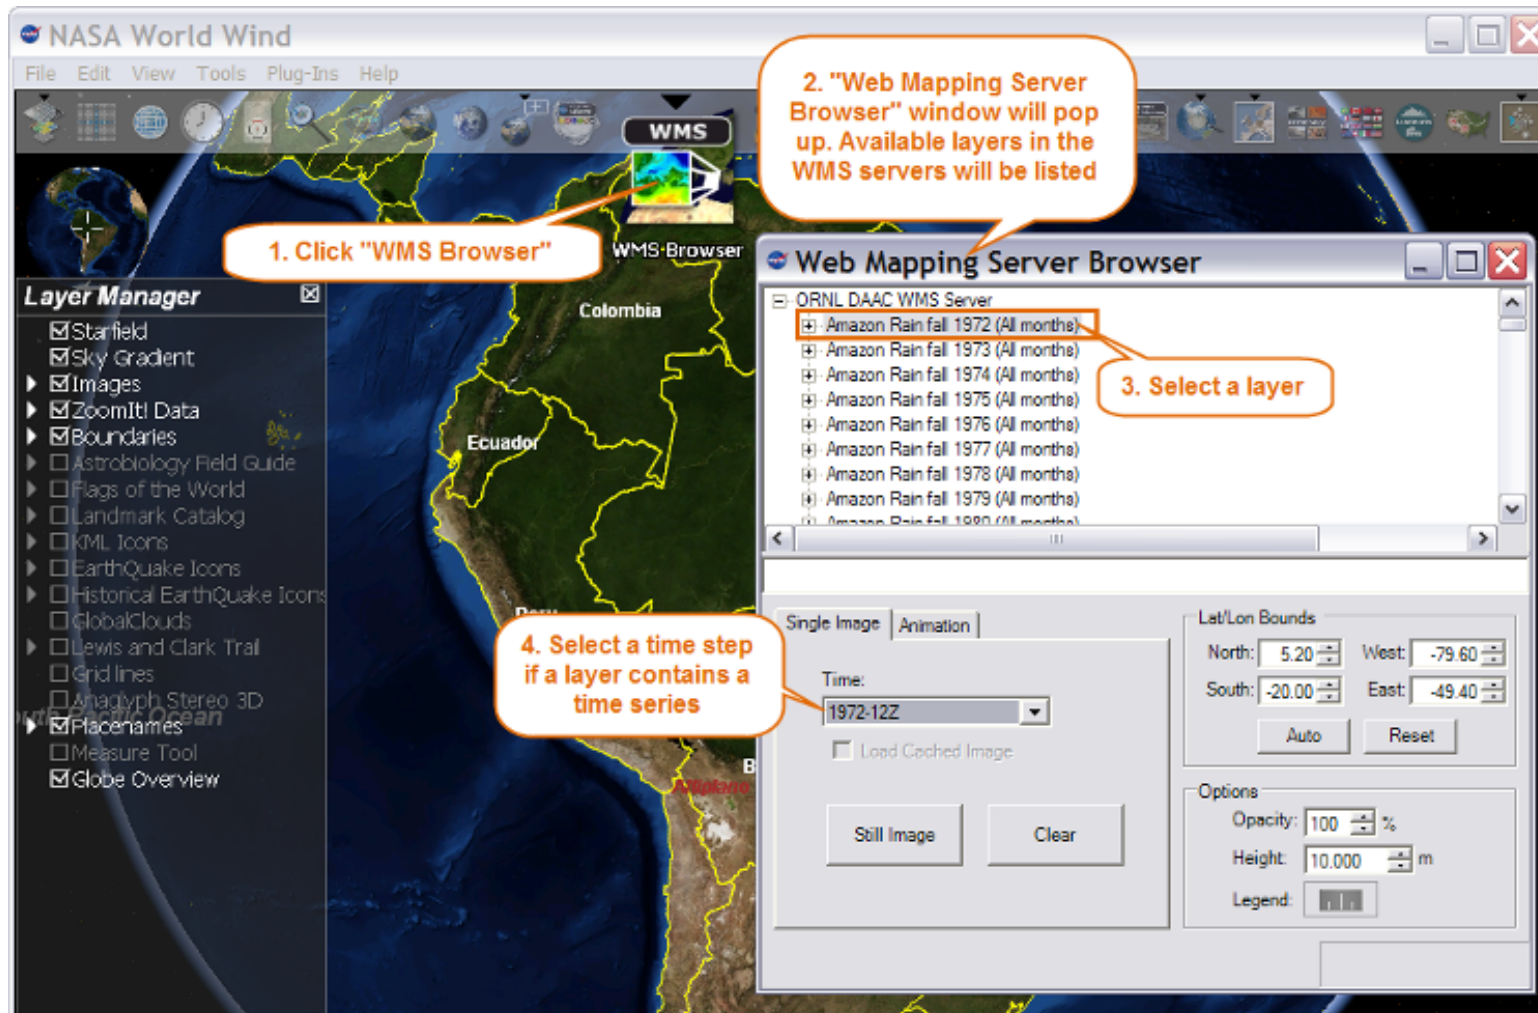 NASA World Wind
File Edit View Tools Plug-Ins Help
WMS
WMS Browser
1. Click "WMS Browser"
2. "Web Mapping Server
Browser" window will pop
up. Available layers in the
WMS servers will be listed
Layer Manager
Starfield
Sky Gradient
Images
ZoomIt! Data
Boundaries
Astrobiology Field Guide
Flags of the World
Landmark Catalog
KML Icons
EarthQuake Icons
Historical EarthQuake Icons
GlobalClouds
Lewis and Clark Trail
Grid lines
Anaglyph Stereo 3D
Placenames
Measure Tool
Globe Overview
Colombia
Ecuador
Peru
Altiplano
B
Web Mapping Server Browser
ORNL DAAC WMS Server
Amazon Rain fall 1972 (All months)
Amazon Rain fall 1973 (All months)
Amazon Rain fall 1974 (All months)
Amazon Rain fall 1975 (All months)
Amazon Rain fall 1976 (All months)
Amazon Rain fall 1977 (All months)
Amazon Rain fall 1978 (All months)
Amazon Rain fall 1979 (All months)
Amazon Rain fall 1980 (All months)
3. Select a layer
4. Select a time step
if a layer contains a
time series
Single Image Animation
Time:
1972-12Z
Load Cached Image
Still Image Clear
Lat/Lon Bounds
North: 5.20 West: -79.60
South: -20.00 East: -49.40
Auto Reset
Options
Opacity: 100 %
Height: 10.000 m
Legend: